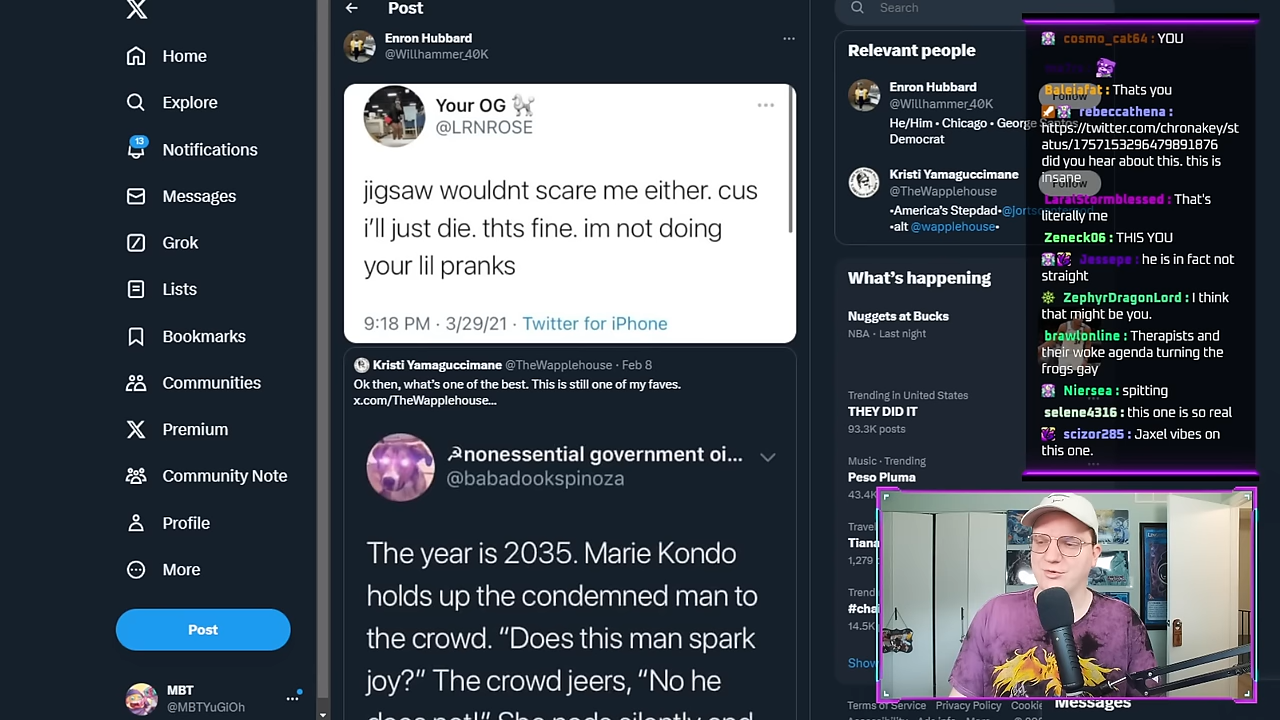 Home
Explore
13
Notifications
Messages
Grok
Lists
Bookmarks
Communities
Premium
Community Note
Profile
More
Post
MBT
@MBTYuGiOh
Post
Enron Hubbard
@Willhammer_40K
Your OG 🐩
@LRNROSE
jigsaw wouldnt scare me either. cus
i’ll just die. thts fine. im not doing
your lil pranks
9:18 PM · 3/29/21 · Twitter for iPhone
Kristi Yamaguccimane @TheWapplehouse · Feb 8
Ok then, what’s one of the best. This is still one of my faves.
x.com/TheWapplehouse...
☭nonessential government oi...
@babadookspinoza
The year is 2035. Marie Kondo
holds up the condemned man to
the crowd. “Does this man spark
joy?” The crowd jeers, “No he
Search
Relevant people
Enron Hubbard
@Willhammer_40K
Follow
He/Him • Chicago • George Santos
Democrat
Kristi Yamaguccimane
@TheWapplehouse
Follow
•America's Stepdad•
•alt @wapplehouse•
What’s happening
Nuggets at Bucks
NBA · Last night
Trending in United States
THEY DID IT
93.3K posts
Music · Trending
Peso Pluma
43.4K
Trave
Tiana
1,279
Trend
#cha
14.5K
Show
Terms of Service Privacy Policy Cookie
Messages
cosmo_cat64 : YOU
Baleiafat : Thats you
rebeccathena :
https://twitter.com/chronakey/st
atus/1757153296479891876
did you hear about this. this is
insane
LaraiStormblessed : That's
literally me
Zeneck06 : THIS YOU
Jessepe : he is in fact not
straight
ZephyrDragonLord : I think
that might be you.
brawlonline : Therapists and
their woke agenda turning the
frogs gay
Niersea : spitting
selene4316 : this one is so real
scizor285 : Jaxel vibes on
this one.